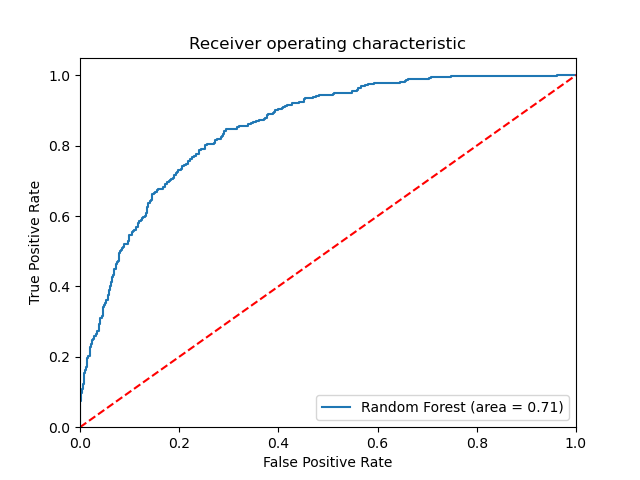 Receiver operating characteristic
1.0
0.8
0.6
0.4
0.2
0.0
True Positive Rate
Random Forest (area = 0.71)
0.0 0.2 0.4 0.6 0.8 1.0
False Positive Rate